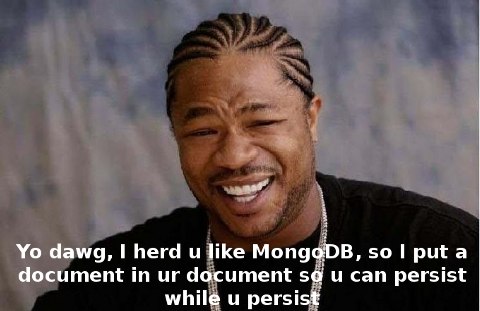 Yo dawg, I herd u like MongoDB, so I put a
document in ur document so u can persist
while u persist